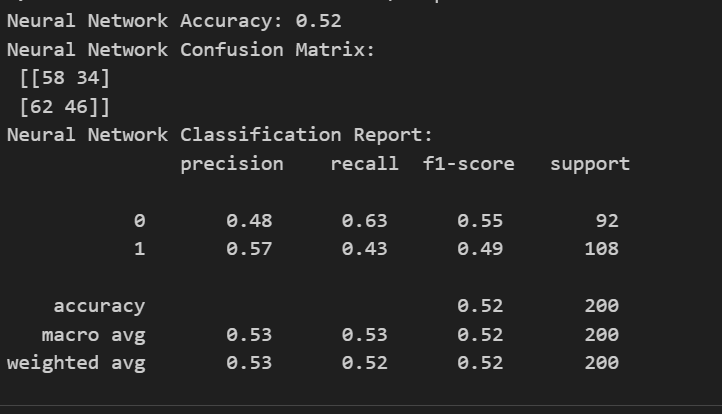 Neural Network Accuracy: 0.52
Neural Network Confusion Matrix:
[[58 34]
[62 46]]
Neural Network Classification Report:
precision recall f1-score support
0 0.48 0.63 0.55 92
1 0.57 0.43 0.49 108
accuracy 0.52 200
macro avg 0.53 0.53 0.52 200
weighted avg 0.53 0.52 0.52 200